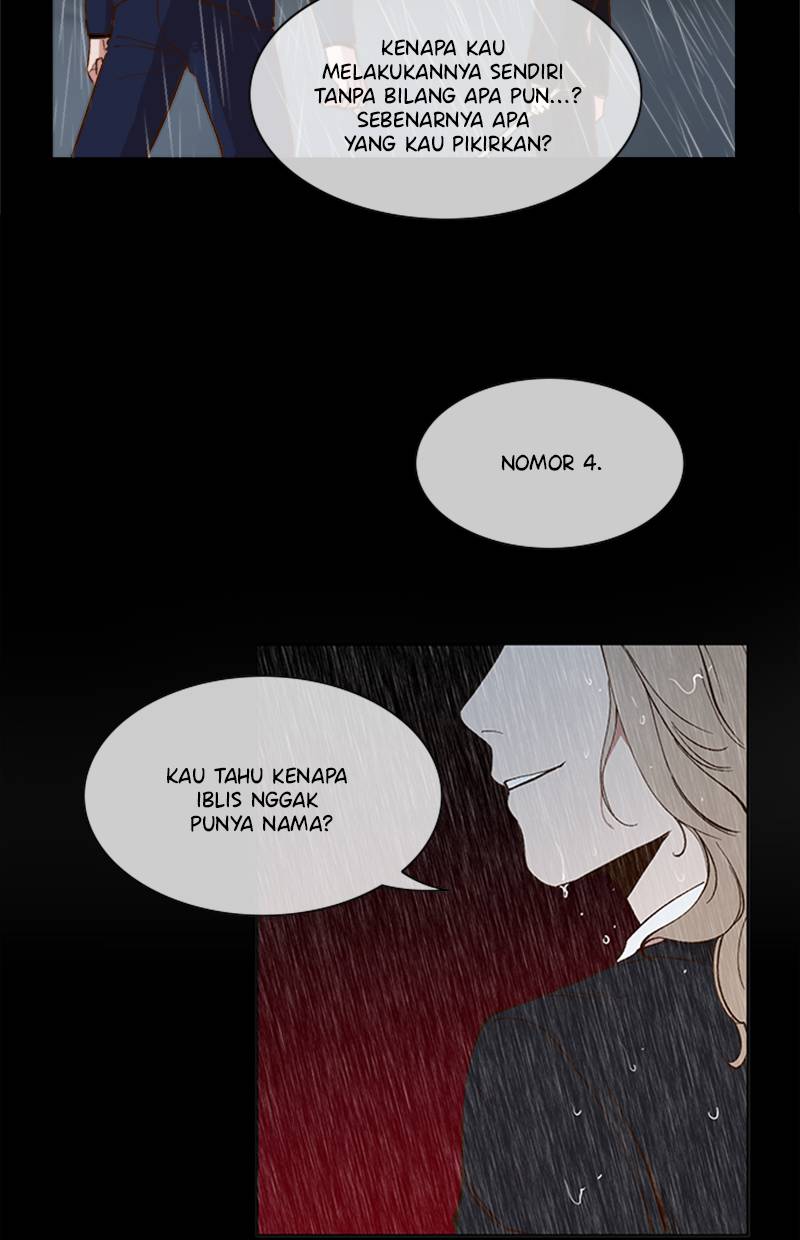 KENAPA KAU
MELAKUKANNYA SENDIRI
TANPA BILANG APA PUN...?
SEBENARNYA APA
YANG KAU PIKIRKAN?
NOMOR 4.
KAU TAHU KENAPA
IBLIS NGGAK
PUNYA NAMA?